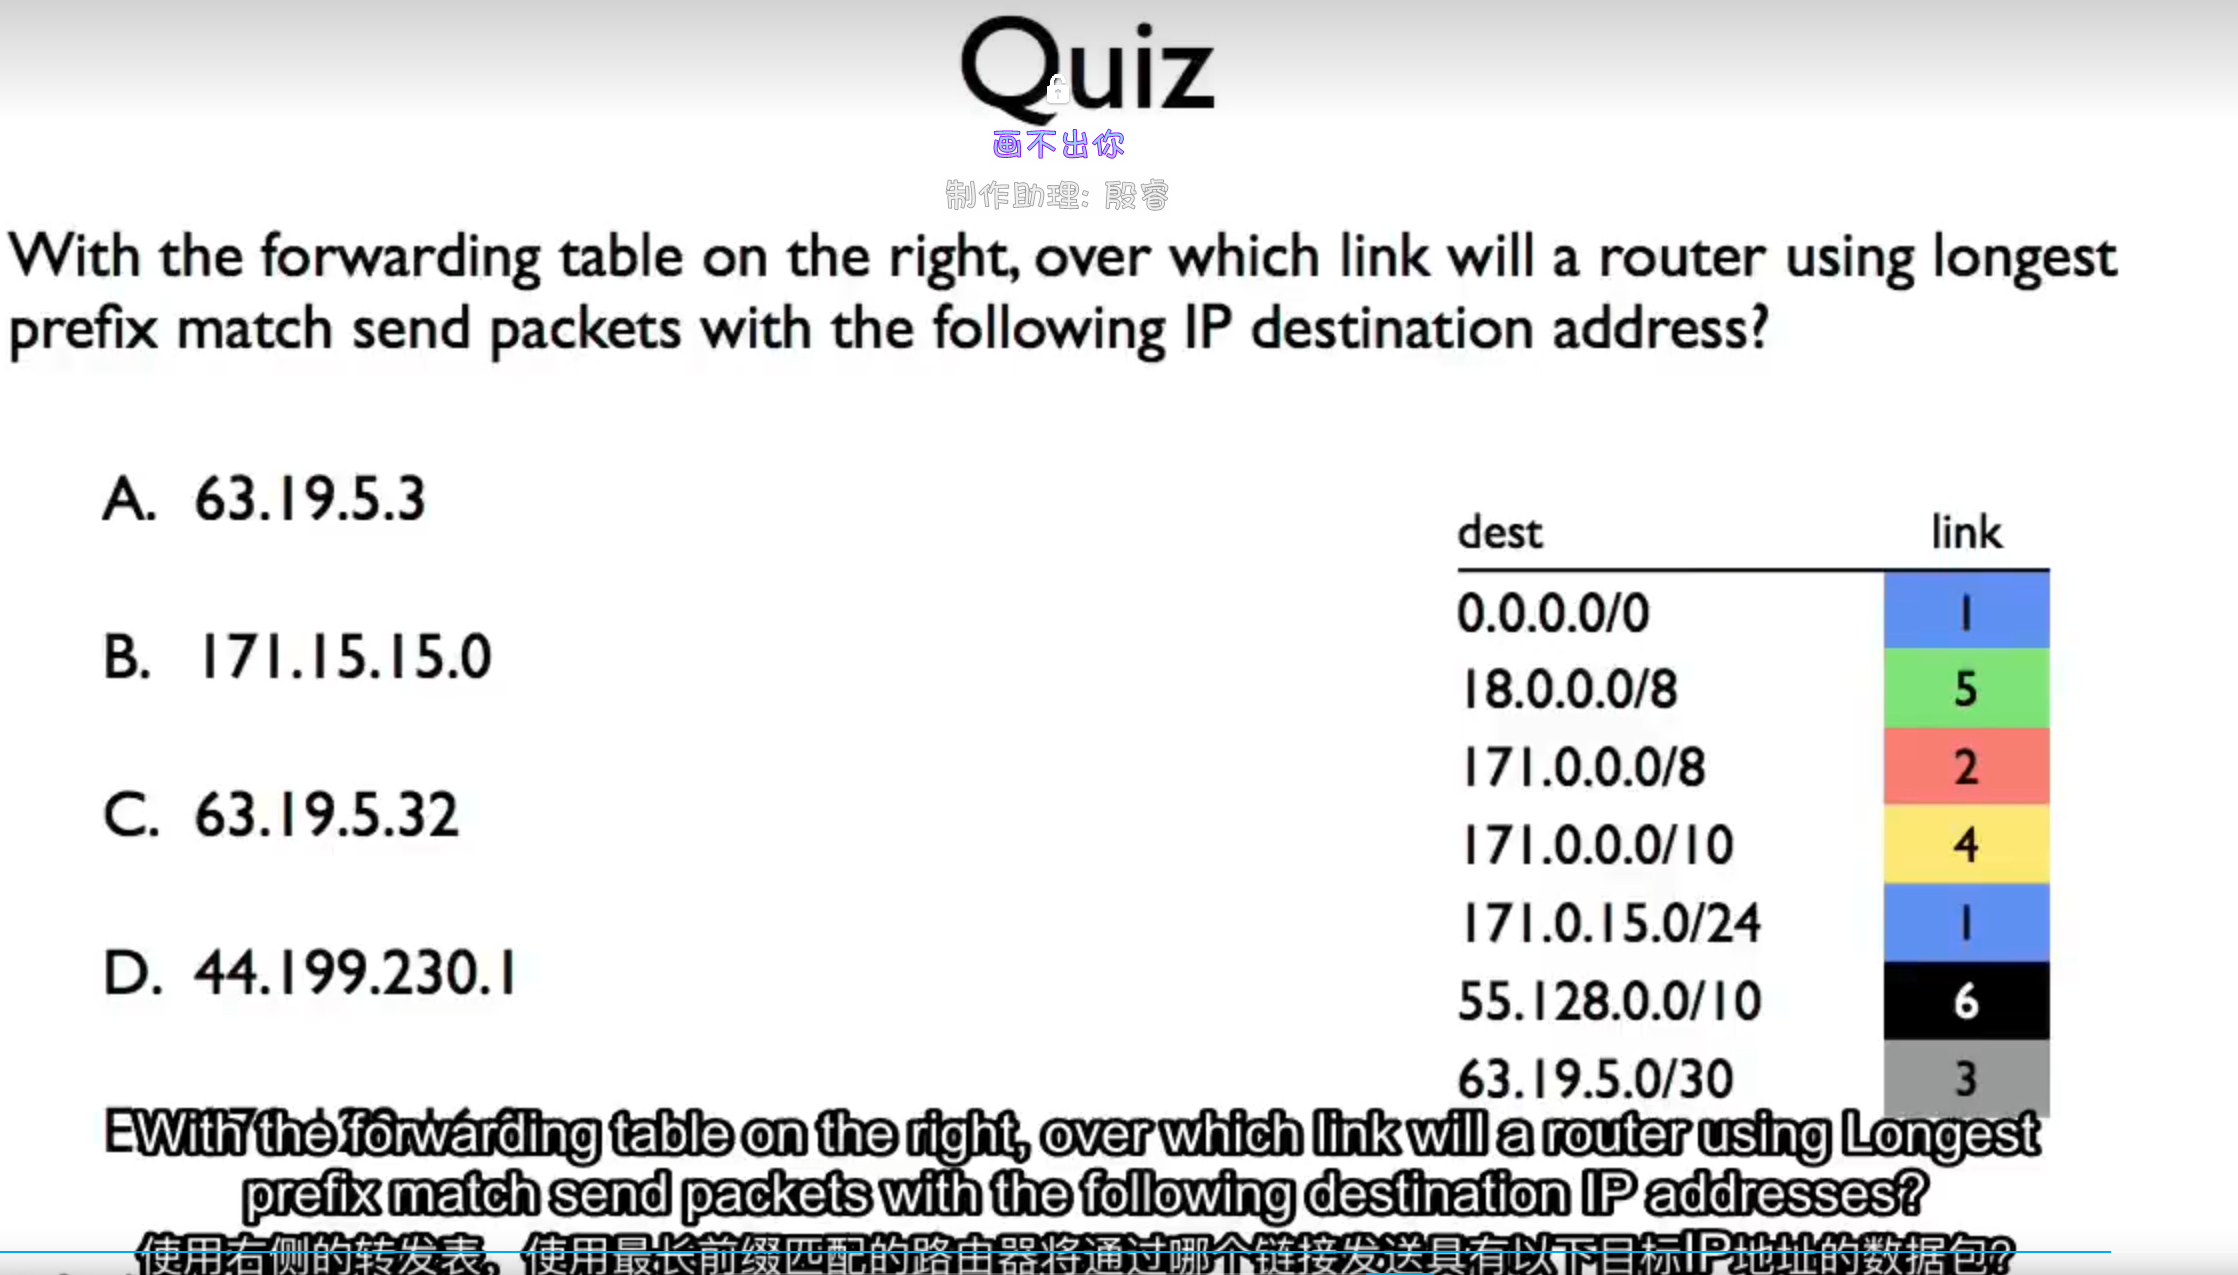 Quiz
画不出你
制作助理: 殷睿
With the forwarding table on the right, over which link will a router using longest
prefix match send packets with the following IP destination address?
A. 63.19.5.3
B. 171.15.15.0
C. 63.19.5.32
D. 44.199.230.1
dest link
0.0.0.0/0 1
18.0.0.0/8 5
171.0.0.0/8 2
171.0.0.0/10 4
171.0.15.0/24 1
55.128.0.0/10 6
63.19.5.0/30 3
E
With the forwarding table on the right, over which link will a router using Longest
prefix match send packets with the following destination IP addresses?
使用右侧的转发表，使用最长前缀匹配的路由器将通过哪个链接发送具有以下目标IP地址的数据包?